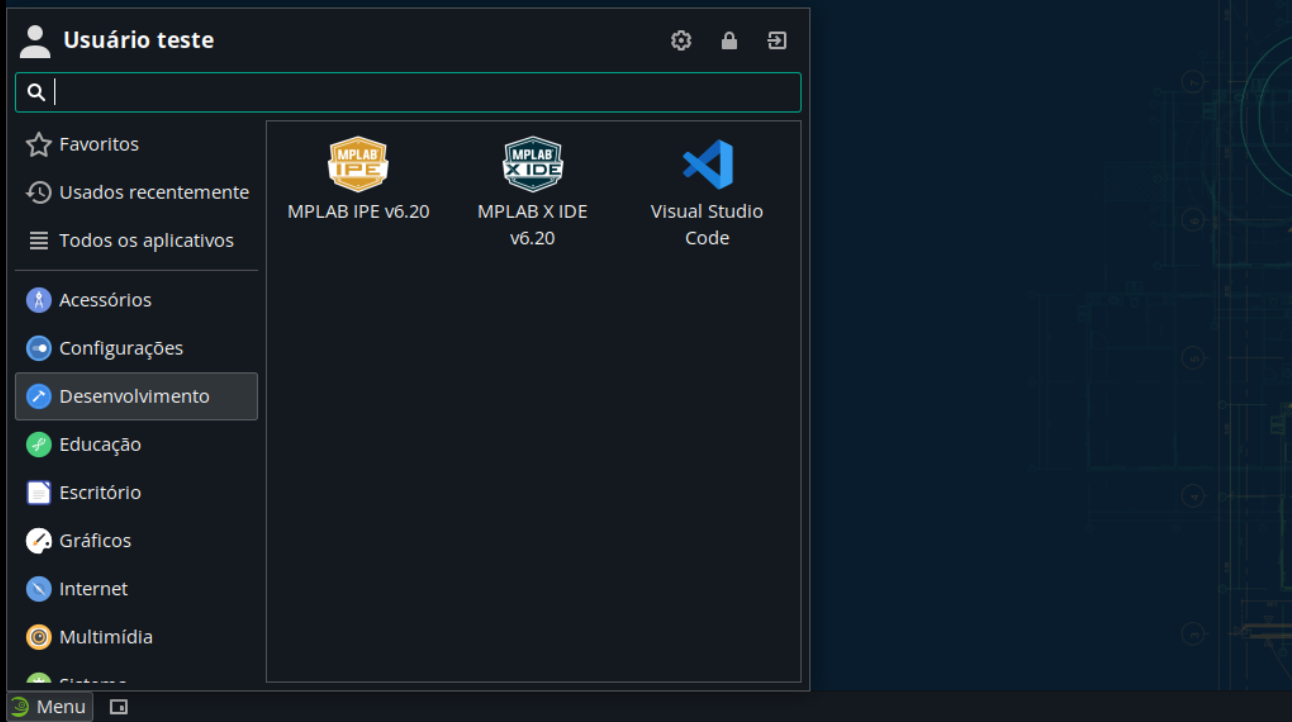 Usuário teste
Favoritos
Usados recentemente
Todos os aplicativos
Acessórios
Configurações
Desenvolvimento
Educação
Escritório
Gráficos
Internet
Multimídia
MPLAB
IPE
MPLAB IPE v6.20
MPLAB
X IDE
MPLAB X IDE
v6.20
Visual Studio
Code
Menu